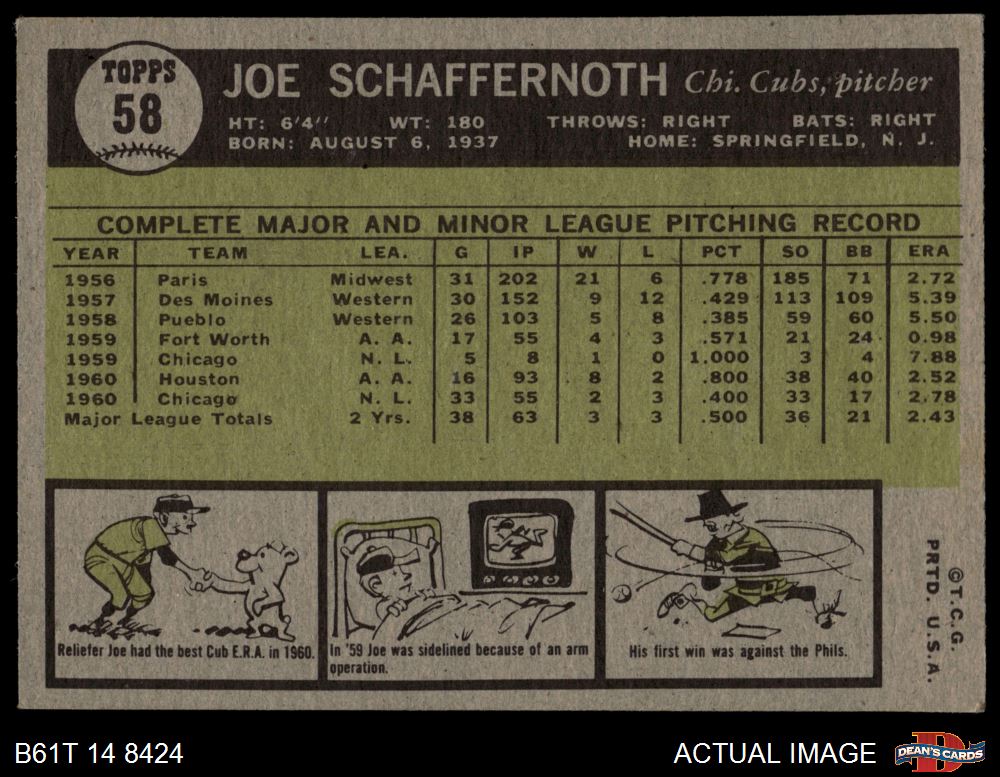 TOPPS
58
JOE SCHAFFERNOTH Chi. Cubs, pitcher
HT: 6'4" WT: 180 THROWS: RIGHT BATS: RIGHT
BORN: AUGUST 6, 1937 HOME: SPRINGFIELD, N. J.
COMPLETE MAJOR AND MINOR LEAGUE PITCHING RECORD
YEAR TEAM LEA. G IP W L PCT SO BB ERA
1956 Paris Midwest 31 202 21 6 .778 185 71 2.72
1957 Des Moines Western 30 152 9 12 .429 113 109 5.39
1958 Pueblo Western 26 103 5 8 .385 59 60 5.50
1959 Fort Worth A. A. 17 55 4 3 .571 21 24 0.98
1959 Chicago N. L. 5 8 1 0 1.000 3 4 7.88
1960 Houston A. A. 16 93 8 2 .800 38 40 2.52
1960 Chicago N. L. 33 55 2 3 .400 33 17 2.78
Major League Totals 2 Yrs. 38 63 3 3 .500 36 21 2.43
Reliefer Joe had the best Cub E.R.A. in 1960.
In '59 Joe was sidelined because of an arm
operation.
His first win was against the Phils.
©T.C.G.
PRTD. U.S.A.
B61T 14 8424 ACTUAL IMAGE
D
DEAN'S CARDS